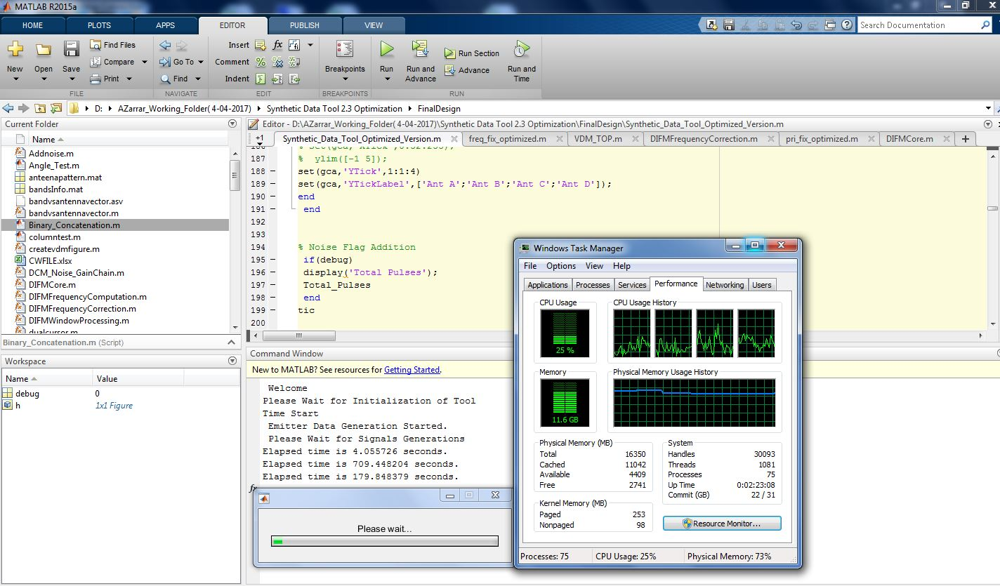 MATLAB R2015a
HOME PLOTS APPS EDITOR PUBLISH VIEW
Search Documentation
New Open Save Find Files Compare Print
Go To Find
Insert fx
Comment
Indent
Breakpoints
Run Run and Advance Run Section Advance Run and Time
FILE NAVIGATE EDIT BREAKPOINTS RUN
D: AZarrar_Working_Folder( 4-04-2017) Synthetic Data Tool 2.3 Optimization FinalDesign
Current Folder
Name
Addnoise.m
Angle_Test.m
anteenapattern.mat
bandsInfo.mat
bandvsantennavector.asv
bandvsantennavector.m
Binary_Concatenation.m
columntest.m
createvdmfigure.m
CWFILE.xlsx
DCM_Noise_GainChain.m
DIFMCore.m
DIFMFrequencyComputation.m
DIFMFrequencyCorrection.m
DIFMWindowProcessing.m
dualcursor.m
Binary_Concatenation.m (Script)
Workspace
Name Value
debug 0
h 1x1 Figure
Editor - D:\AZarrar_Working_Folder( 4-04-2017)\Synthetic Data Tool 2.3 Optimization\FinalDesign\Synthetic_Data_Tool_Optimized_Version.m
+1 Synthetic_Data_Tool_Optimized_Version.m freq_fix_optimized.m VDM_TOP.m DIFMFrequencyCorrection.m pri_fix_optimized.m DIFMCore.m
187 % ylim([-1 5]);
188 set(gca,'YTick',1:1:4)
189 set(gca,'YTickLabel',['Ant A';'Ant B';'Ant C';'Ant D']);
190 end
191 end
192
193
194 % Noise Flag Addition
195 if(debug)
196 display('Total Pulses');
197 Total_Pulses
198 end
199 tic
200
Command Window
New to MATLAB? See resources for Getting Started.
Welcome
Please Wait for Initialization of Tool
Time Start
Emitter Data Generation Started.
Please Wait for Signals Generations
Elapsed time is 4.055726 seconds.
Elapsed time is 709.448204 seconds.
Elapsed time is 179.848379 seconds.
fx
Please wait...
Windows Task Manager
File Options View Help
Applications Processes Services Performance Networking Users
CPU Usage CPU Usage History
25 %
Memory Physical Memory Usage History
11.6 GB
Physical Memory (MB)
Total 16350
Cached 11042
Available 4409
Free 2741
Kernel Memory (MB)
Paged 253
Nonpaged 98
System
Handles 30093
Threads 1081
Processes 75
Up Time 0:02:23:08
Commit (GB) 22 / 31
Resource Monitor...
Processes: 75 CPU Usage: 25% Physical Memory: 73%